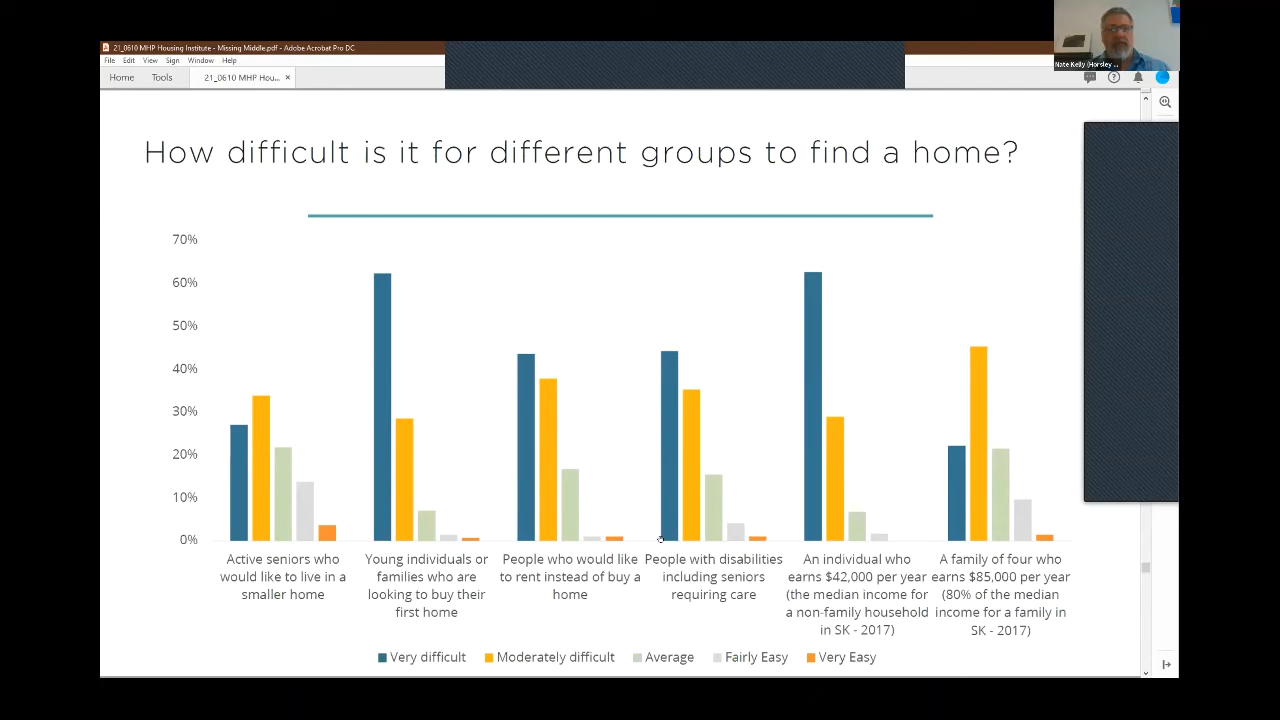 21_0610 MHP Housing Institute - Missing Middle.pdf - Adobe Acrobat Pro DC
File Edit View Sign Window Help
Home Tools 21_0610 MHP Hou... ×
Nate Kelly (Horsley ...
How difficult is it for different groups to find a home?
70%
60%
50%
40%
30%
20%
10%
0%
Active seniors who
would like to live in a
smaller home
Young individuals or
families who are
looking to buy their
first home
People who would like
to rent instead of buy a
home
People with disabilities
including seniors
requiring care
An individual who
earns $42,000 per year
(the median income for
a non-family household
in SK - 2017)
A family of four who
earns $85,000 per year
(80% of the median
income for a family in
SK - 2017)
Very difficult Moderately difficult Average Fairly Easy Very Easy